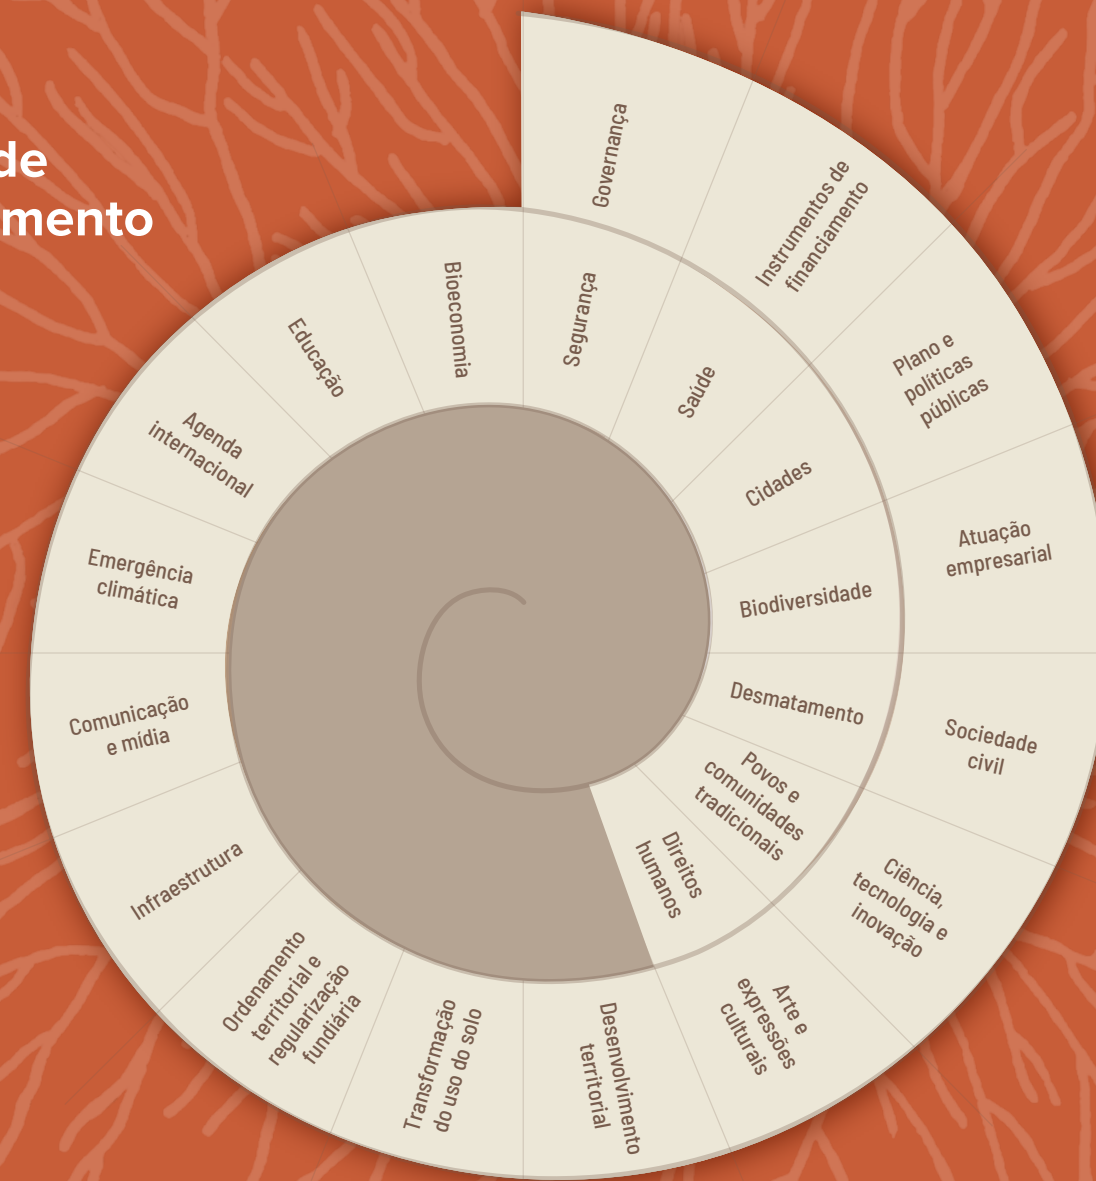 de
mento
Governança
Instrumentos de
financiamento
Plano e
políticas
públicas
Atuação
empresarial
Sociedade
civil
Ciência,
tecnologia e
inovação
Arte e
expressões
culturais
Desenvolvimento
territorial
Transformação
do uso do solo
Ordenamento
territorial e
regularização
fundiária
Infraestrutura
Comunicação
e mídia
Emergência
climática
Agenda
internacional
Educação
Bioeconomia
Segurança
Saúde
Cidades
Biodiversidade
Desmatamento
Povos e
comunidades
tradicionais
Direitos
humanos